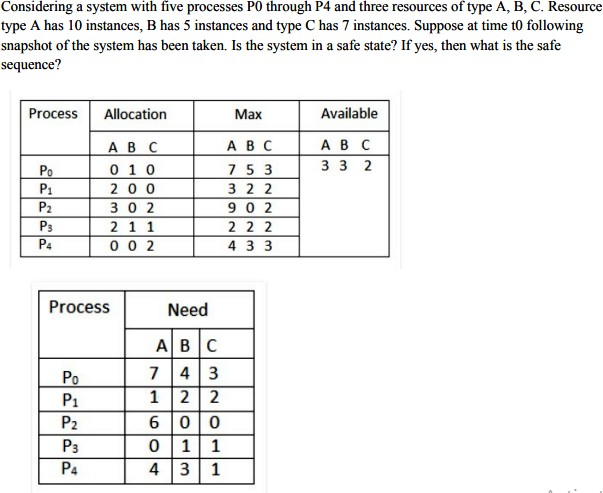 Considering a system with five processes P0 through P4 and three resources of type A, B, C. Resource
type A has 10 instances, B has 5 instances and type C has 7 instances. Suppose at time t0 following
snapshot of the system has been taken. Is the system in a safe state? If yes, then what is the safe
sequence?
Process Allocation Max Available
A B C A B C A B C
P0 0 1 0 7 5 3 3 3 2
P1 2 0 0 3 2 2
P2 3 0 2 9 0 2
P3 2 1 1 2 2 2
P4 0 0 2 4 3 3
Process Need
A B C
P0 7 4 3
P1 1 2 2
P2 6 0 0
P3 0 1 1
P4 4 3 1